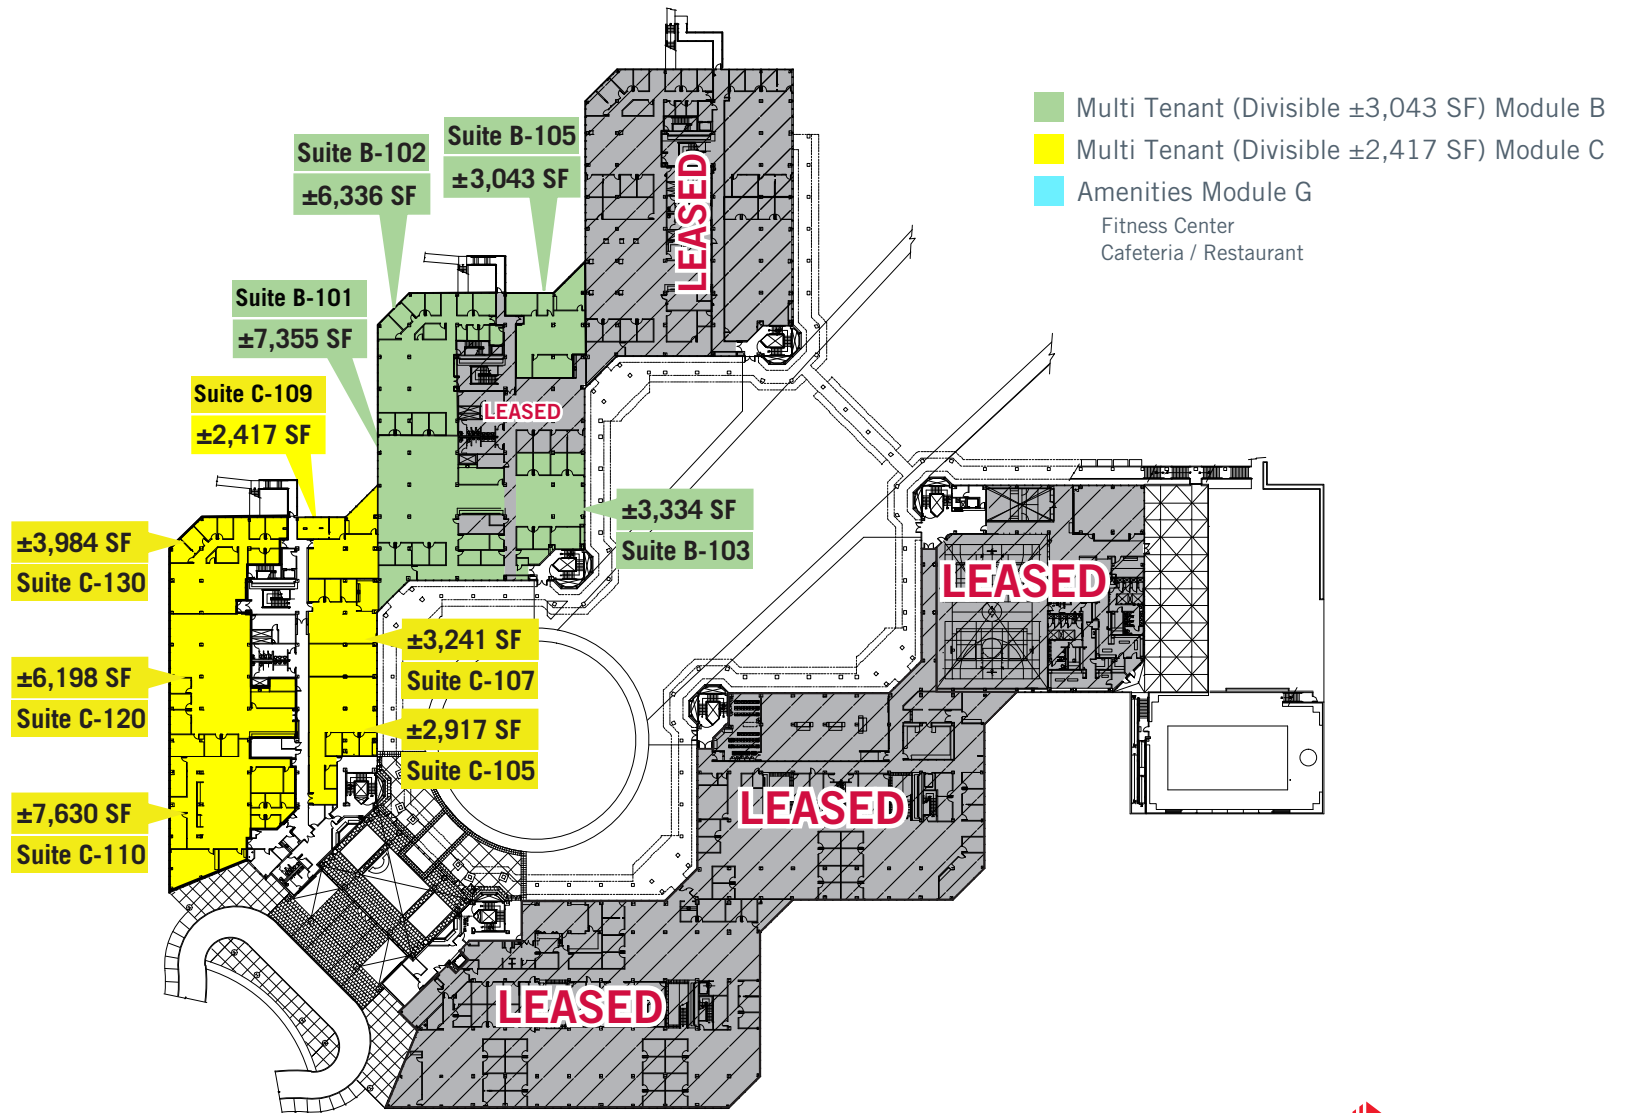 Multi Tenant (Divisible ±3,043 SF) Module B
Multi Tenant (Divisible ±2,417 SF) Module C
Amenities Module G
Fitness Center
Cafeteria / Restaurant
Suite B-105
±3,043 SF
Suite B-102
±6,336 SF
LEASED
Suite B-101
±7,355 SF
Suite C-109
±2,417 SF
LEASED
±3,334 SF
Suite B-103
±3,984 SF
Suite C-130
LEASED
±3,241 SF
Suite C-107
±6,198 SF
Suite C-120
±2,917 SF
Suite C-105
LEASED
±7,630 SF
Suite C-110
LEASED